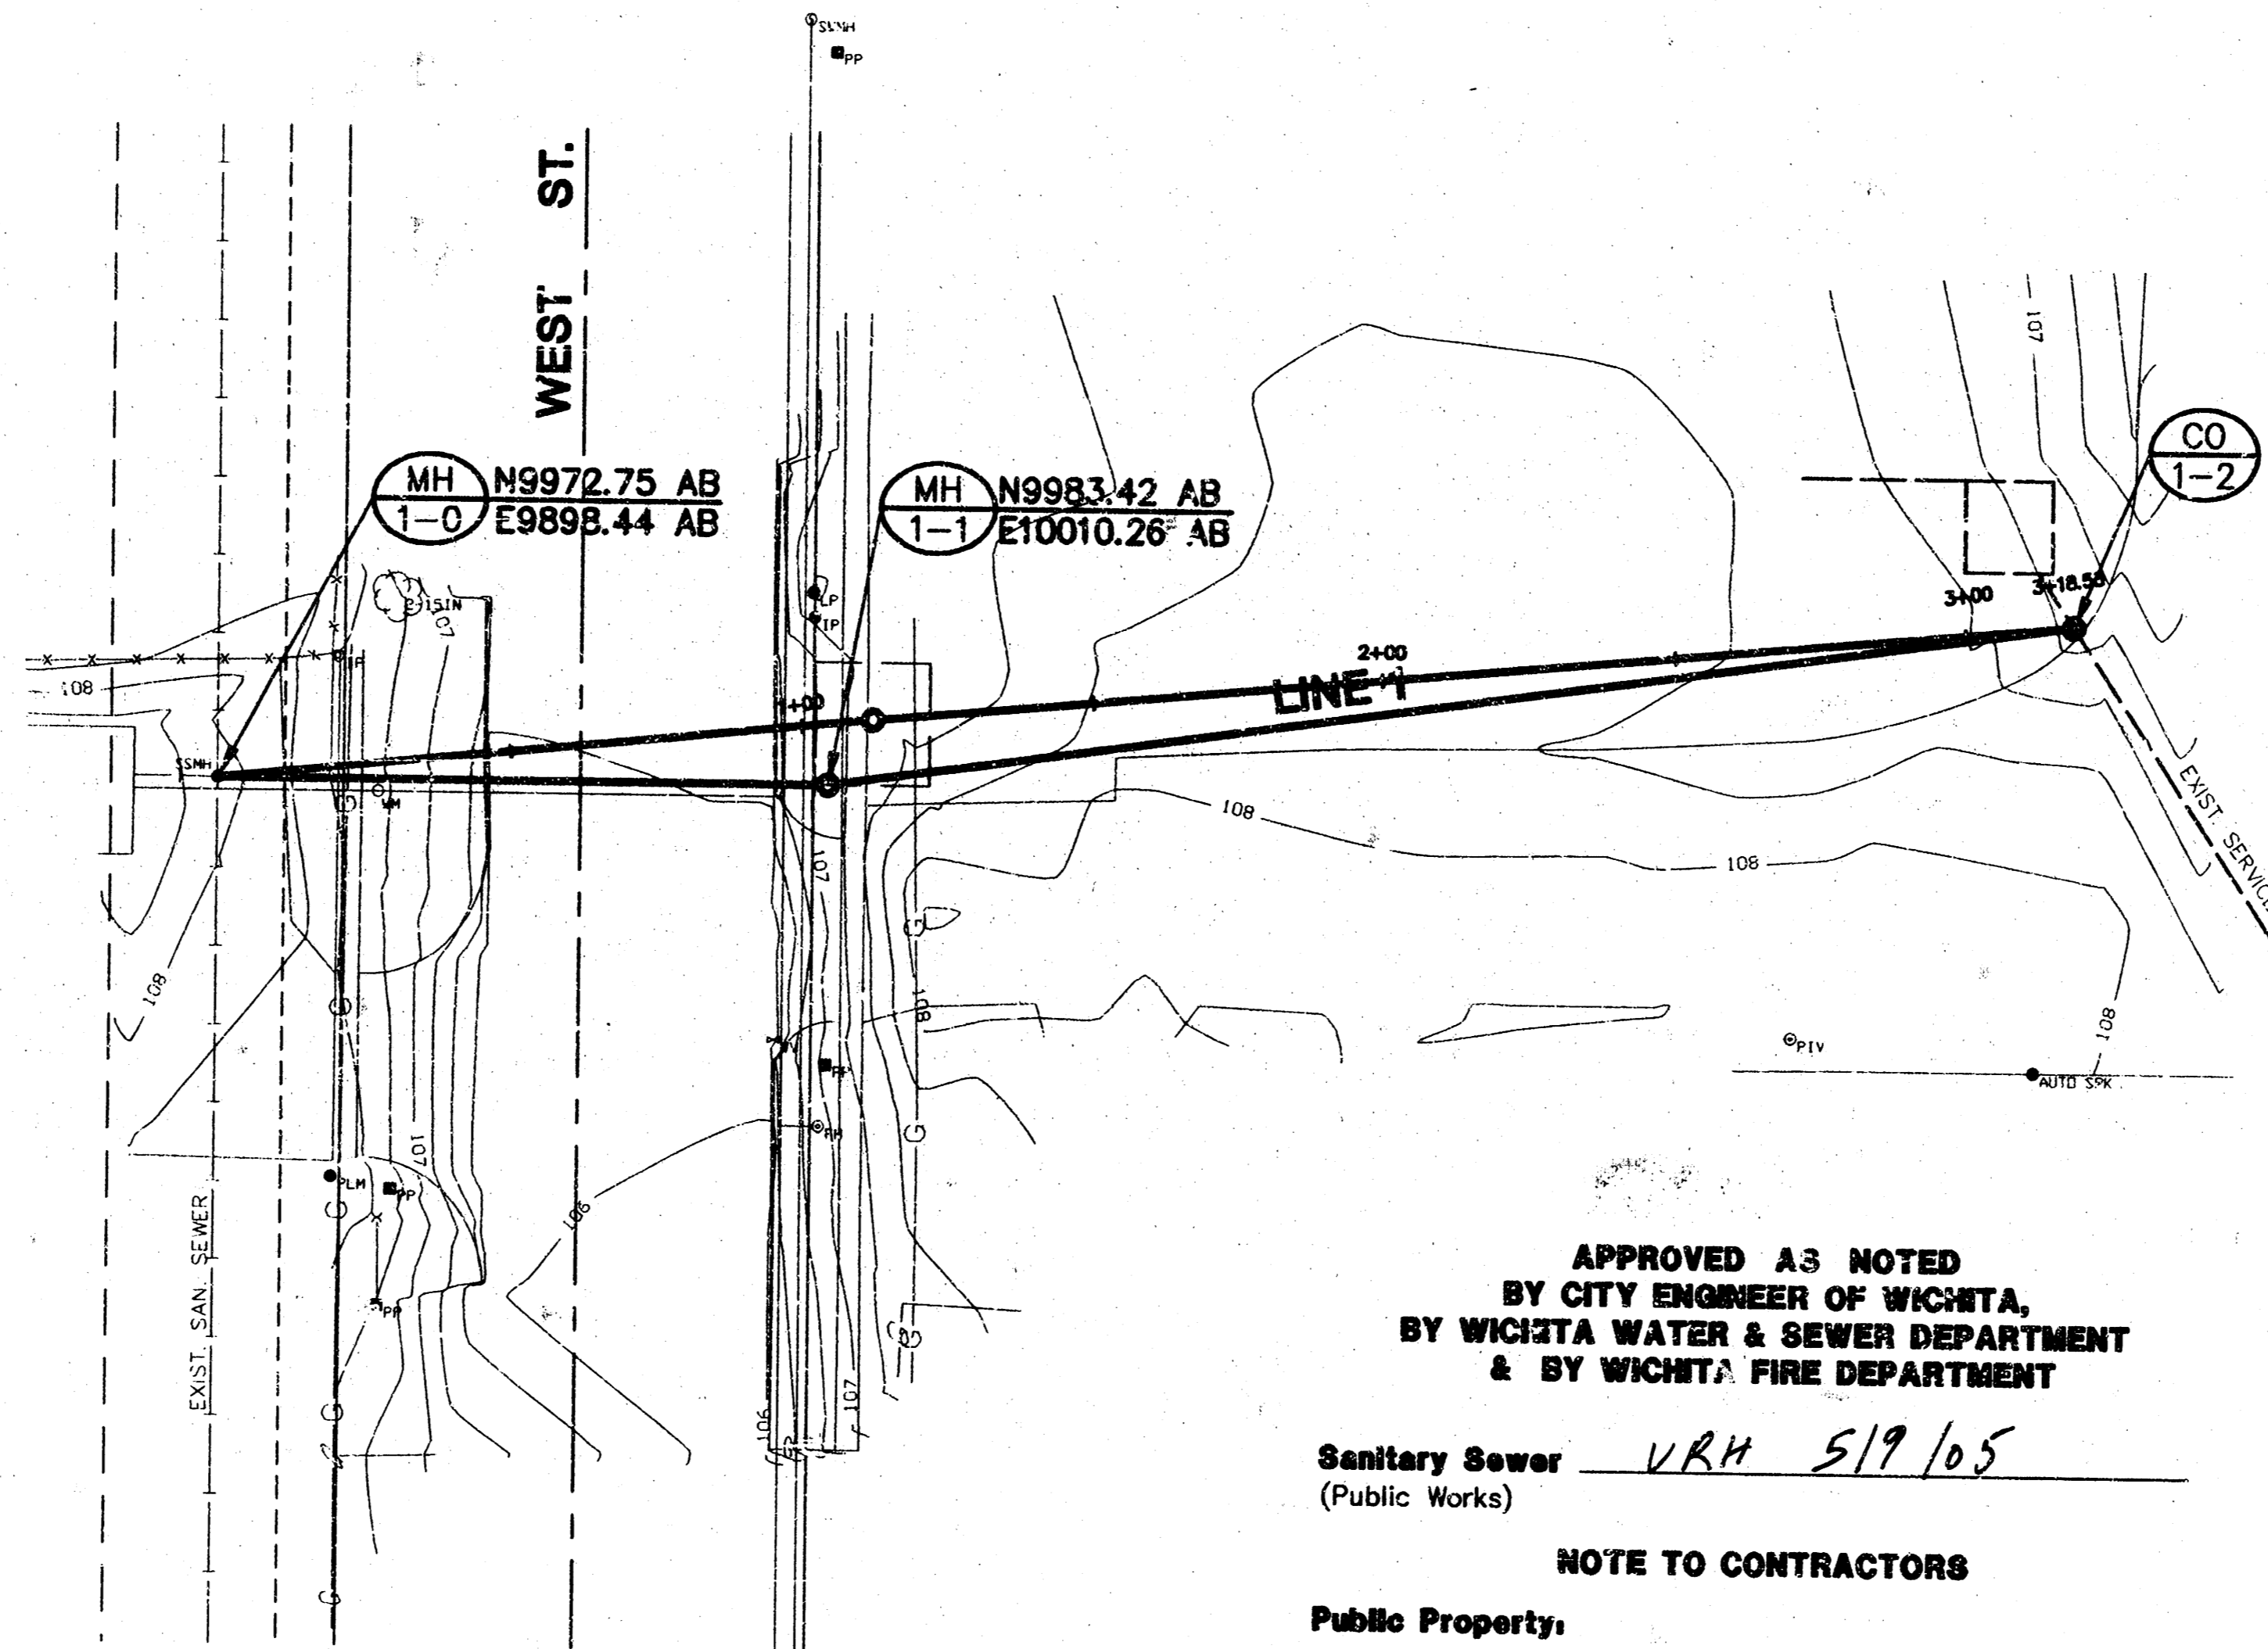 SSMH
PP
WEST ST.
107
MH
1-0
N9972.75 AB
E9898.44 AB
MH
1-1
N9983.42 AB
E10010.26 AB
CO
1-2
2-15IN
107
LP
IP
3+00
3+18.58
2+00
LINE 1
1+00
108
SSMH
WM
G
108
108
107
EXIST. SERVICE
G
108
108
G
108
PIV
AUTO SPK
PP
FH
G
107
PLM
PP
G
106
EXIST. SAN. SEWER
PP
G
G
107
106
G
APPROVED AS NOTED
BY CITY ENGINEER OF WICHITA,
BY WICHITA WATER & SEWER DEPARTMENT
& BY WICHITA FIRE DEPARTMENT
Sanitary Sewer VRH 5/9/05
(Public Works)
NOTE TO CONTRACTORS
Public Property: